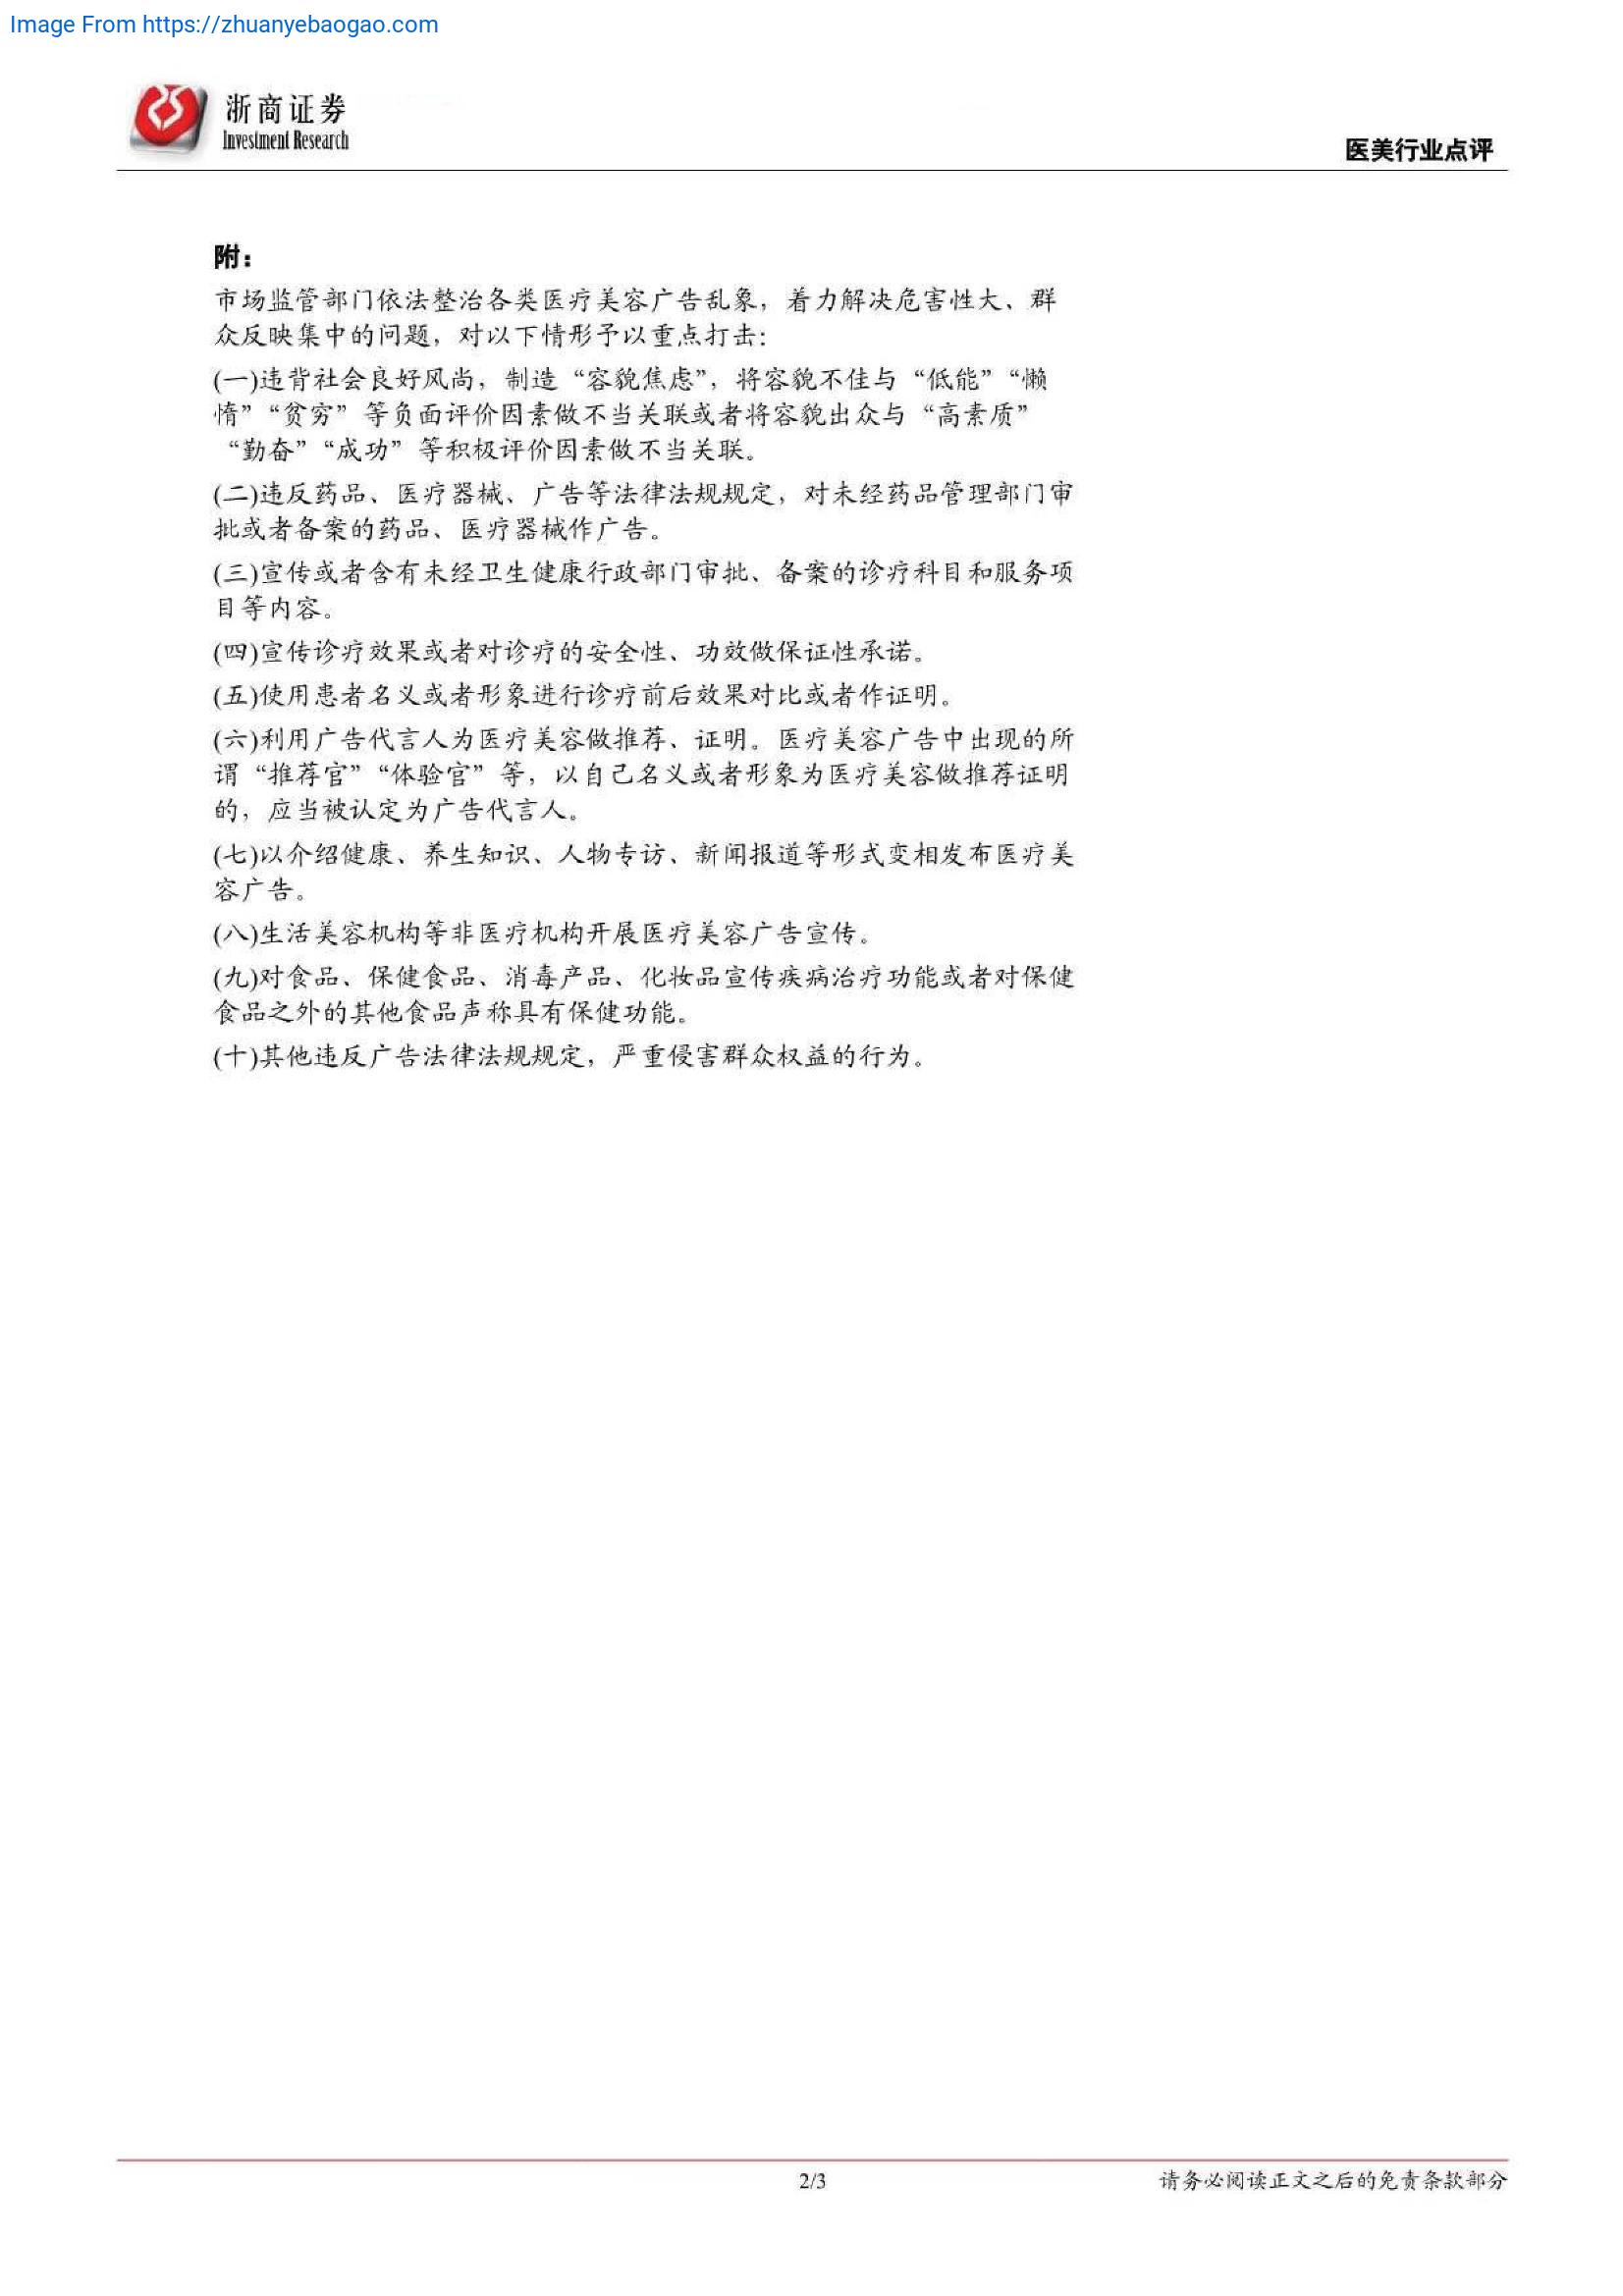 Image From https://zhuanyebaogao.com
浙商证券
Investment Research
医美行业点评
附：
市场监管部门依法整治各类医疗美容广告乱象，着力解决危害性大、群
众反映集中的问题，对以下情形予以重点打击：
(一)违背社会良好风尚，制造“容貌焦虑”，将容貌不佳与“低能”“懒
惰”“贫穷”等负面评价因素做不当关联或者将容貌出众与“高素质”
“勤奋”“成功”等积极评价因素做不当关联。
(二)违反药品、医疗器械、广告等法律法规规定，对未经药品管理部门审
批或者备案的药品、医疗器械作广告。
(三)宣传或者含有未经卫生健康行政部门审批、备案的诊疗科目和服务项
目等内容。
(四)宣传诊疗效果或者对诊疗的安全性、功效做保证性承诺。
(五)使用患者名义或者形象进行诊疗前后效果对比或者作证明。
(六)利用广告代言人为医疗美容做推荐、证明。医疗美容广告中出现的所
谓“推荐官”“体验官”等，以自己名义或者形象为医疗美容做推荐证明
的，应当被认定为广告代言人。
(七)以介绍健康、养生知识、人物专访、新闻报道等形式变相发布医疗美
容广告。
(八)生活美容机构等非医疗机构开展医疗美容广告宣传。
(九)对食品、保健食品、消毒产品、化妆品宣传疾病治疗功能或者对保健
食品之外的其他食品声称具有保健功能。
(十)其他违反广告法律法规规定，严重侵害群众权益的行为。
2/3
请务必阅读正文之后的免责条款部分